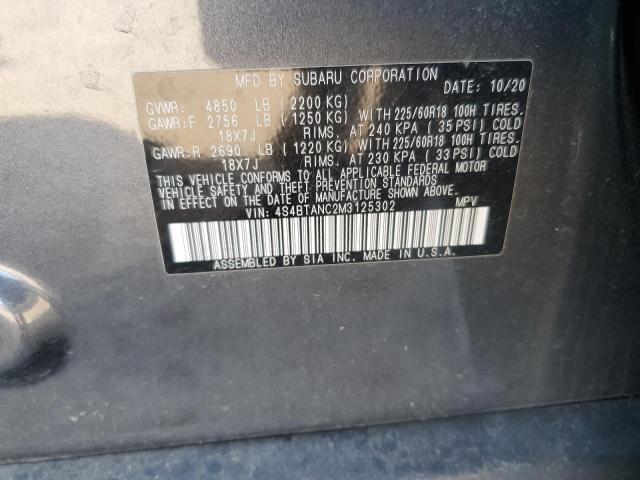 MFD BY SUBARU CORPORATION
DATE: 10/20
GVWR: 4850 LB ( 2200 KG)
GAWR:F 2756 LB ( 1250 KG) WITH 225/60R18 100H TIRES.
18X7J RIMS. AT 240 KPA ( 35 PSI) COLD
GAWR:R 2690 LB ( 1220 KG) WITH 225/60R18 100H TIRES.
18X7J RIMS. AT 230 KPA ( 33 PSI) COLD
THIS VEHICLE CONFORMS TO ALL APPLICABLE FEDERAL MOTOR
VEHICLE SAFETY AND THEFT PREVENTION STANDARDS
IN EFFECT ON THE DATE OF MANUFACTURE SHOWN ABOVE.
VIN: 4S4BTANC2M3125302 MPV
ASSEMBLED BY SIA INC. MADE IN U.S.A.